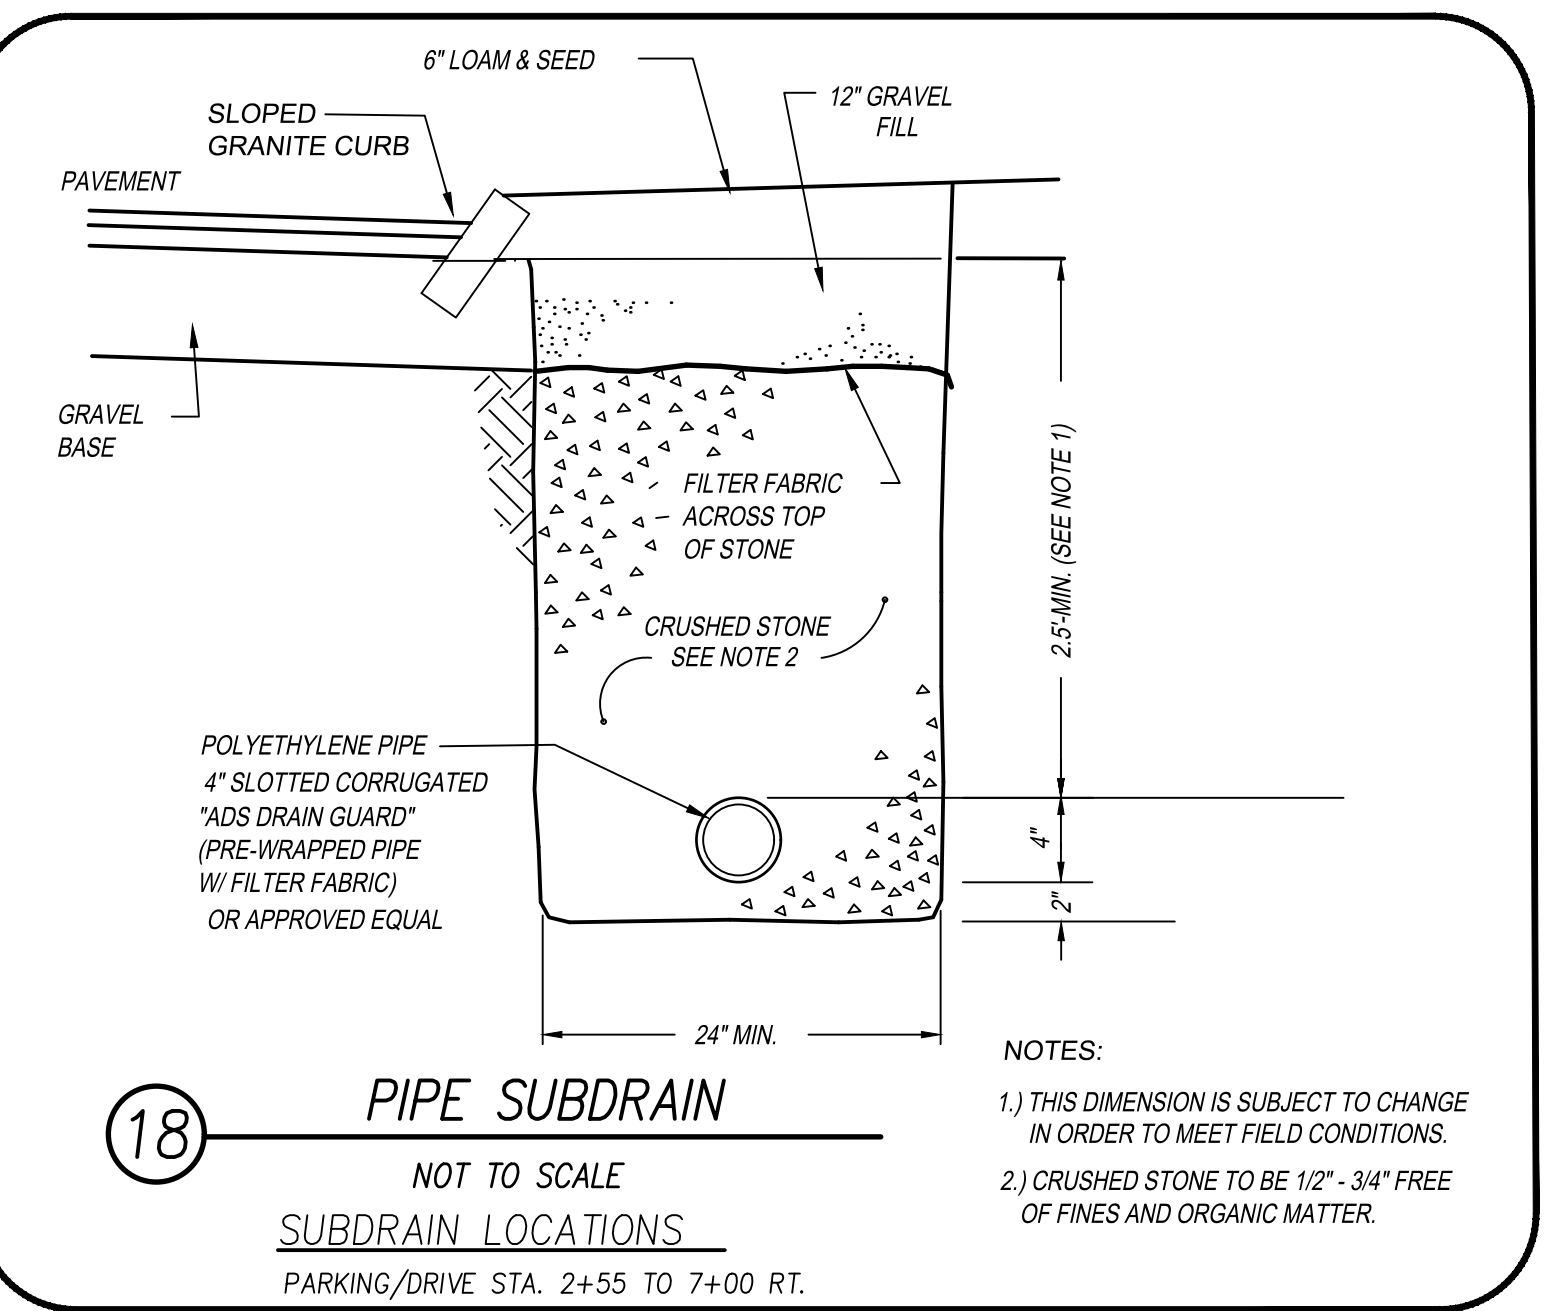 6" LOAM & SEED
12" GRAVEL
FILL
SLOPED
GRANITE CURB
PAVEMENT
GRAVEL
BASE
FILTER FABRIC
ACROSS TOP
OF STONE
2.5'-MIN. (SEE NOTE 1)
CRUSHED STONE
SEE NOTE 2
POLYETHYLENE PIPE
4" SLOTTED CORRUGATED
"ADS DRAIN GUARD"
(PRE-WRAPPED PIPE
W/ FILTER FABRIC)
OR APPROVED EQUAL
4"
2"
24" MIN.
18
PIPE SUBDRAIN
NOT TO SCALE
SUBDRAIN LOCATIONS
PARKING/DRIVE STA. 2+55 TO 7+00 RT.
NOTES:
1.) THIS DIMENSION IS SUBJECT TO CHANGE
IN ORDER TO MEET FIELD CONDITIONS.
2.) CRUSHED STONE TO BE 1/2" - 3/4" FREE
OF FINES AND ORGANIC MATTER.